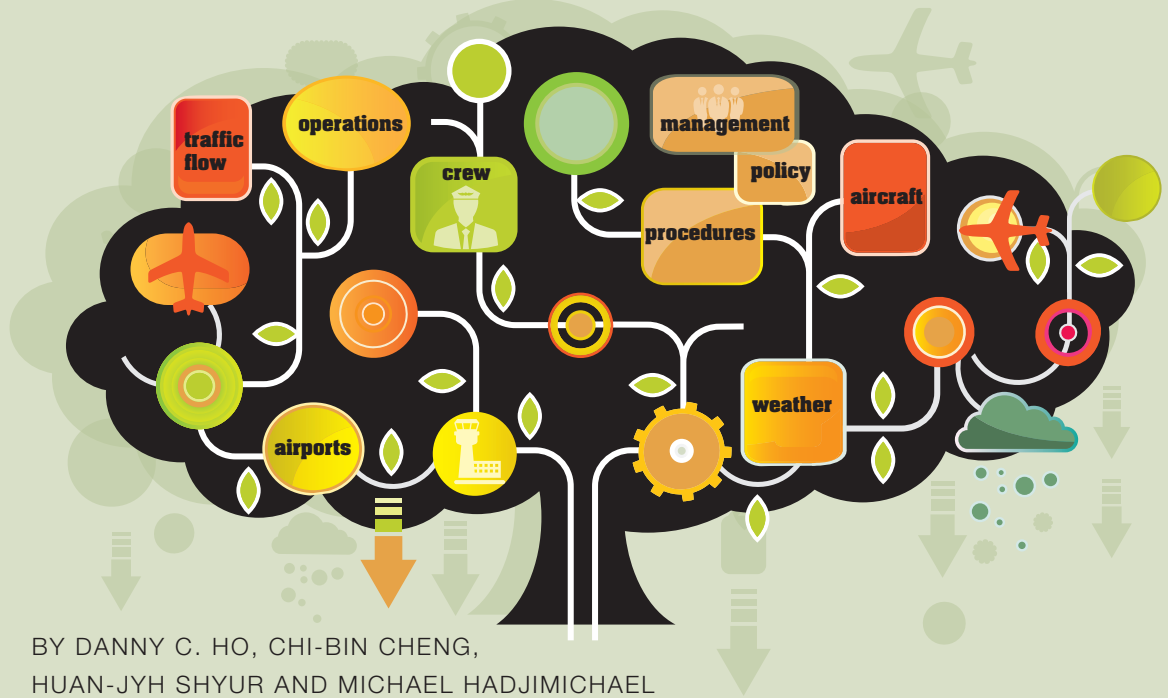 traffic
flow
operations
crew
management
policy
procedures
aircraft
weather
airports
BY DANNY C. HO, CHI-BIN CHENG,
HUAN-JYH SHYUR AND MICHAEL HADJIMICHAEL